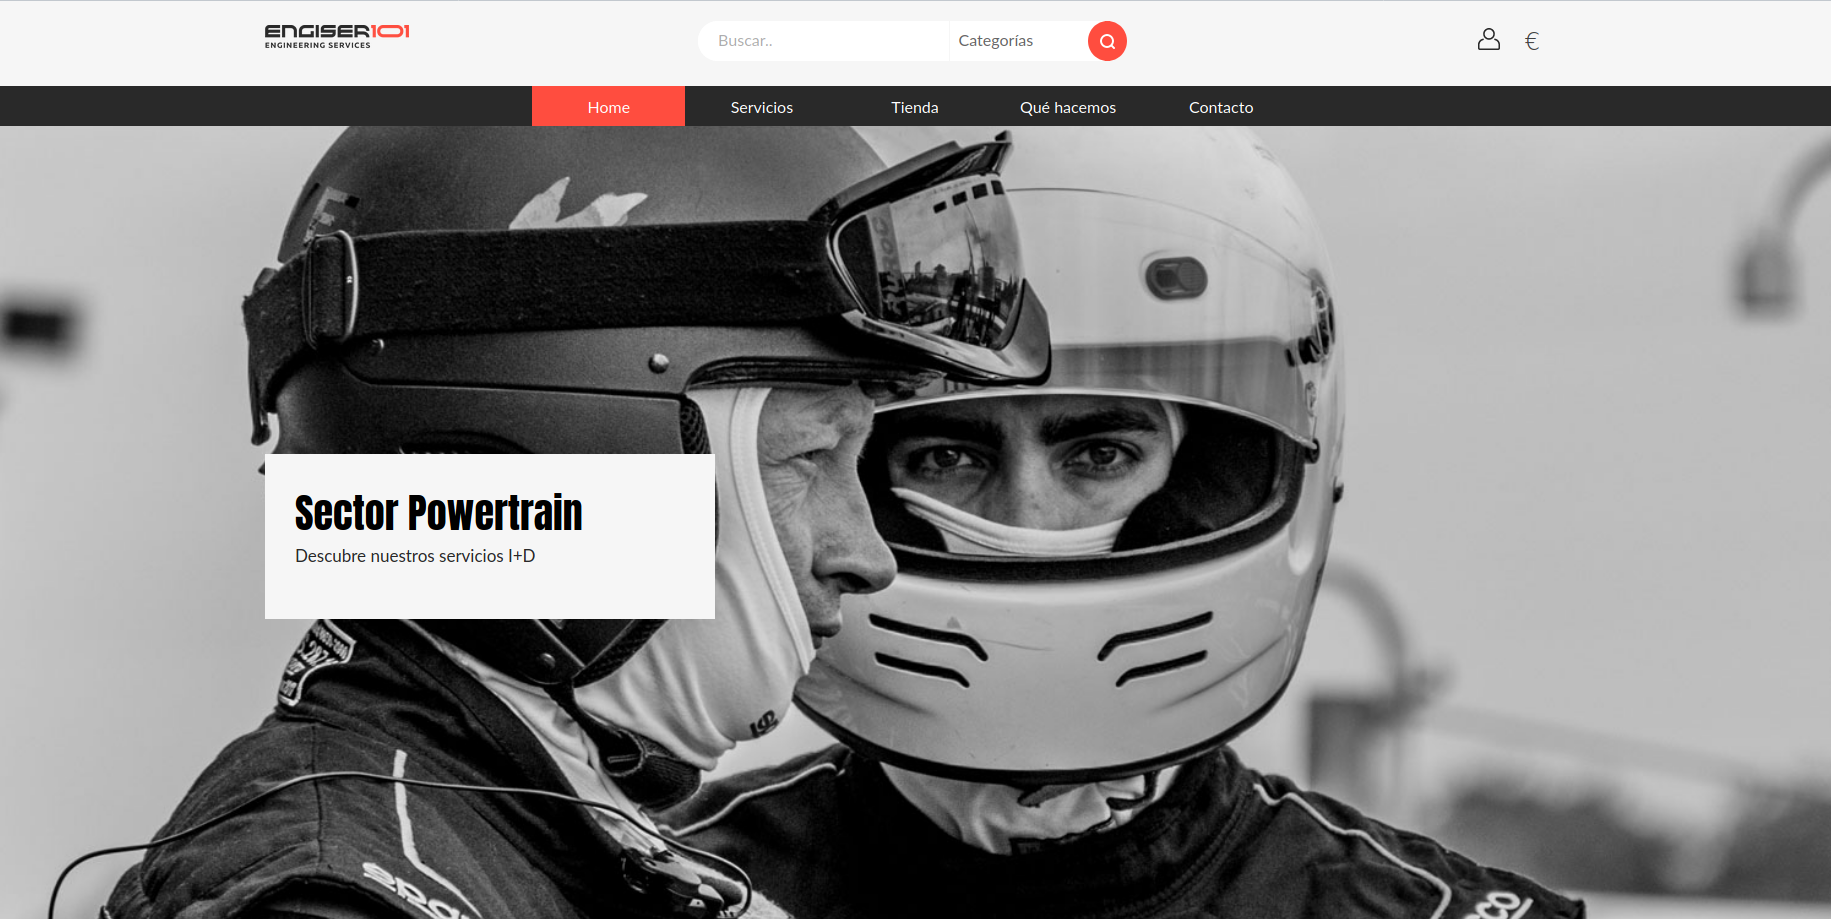 ENGISER101
ENGINEERING SERVICES
Buscar..
Categorías
€
Home
Servicios
Tienda
Qué hacemos
Contacto
Sector Powertrain
Descubre nuestros servicios I+D